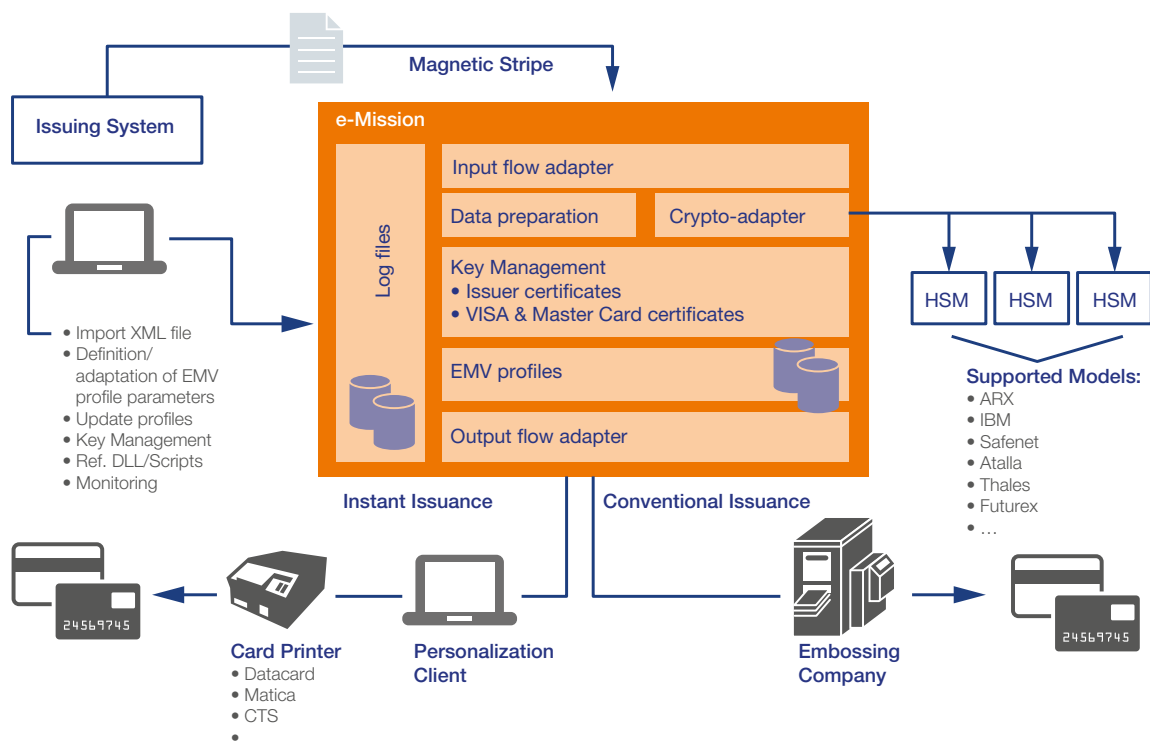 Magnetic Stripe
Issuing System
e-Mission
Log files
Input flow adapter
Data preparation
Crypto-adapter
Key Management
• Issuer certificates
• VISA & Master Card certificates
EMV profiles
Output flow adapter
HSM
HSM
HSM
Supported Models:
• ARX
• IBM
• Safenet
• Atalla
• Thales
• Futurex
• …
• Import XML file
• Definition/
adaptation of EMV
profile parameters
• Update profiles
• Key Management
• Ref. DLL/Scripts
• Monitoring
Instant Issuance
Conventional Issuance
24569745
Card Printer
• Datacard
• Matica
• CTS
•
Personalization
Client
Embossing
Company
24569745